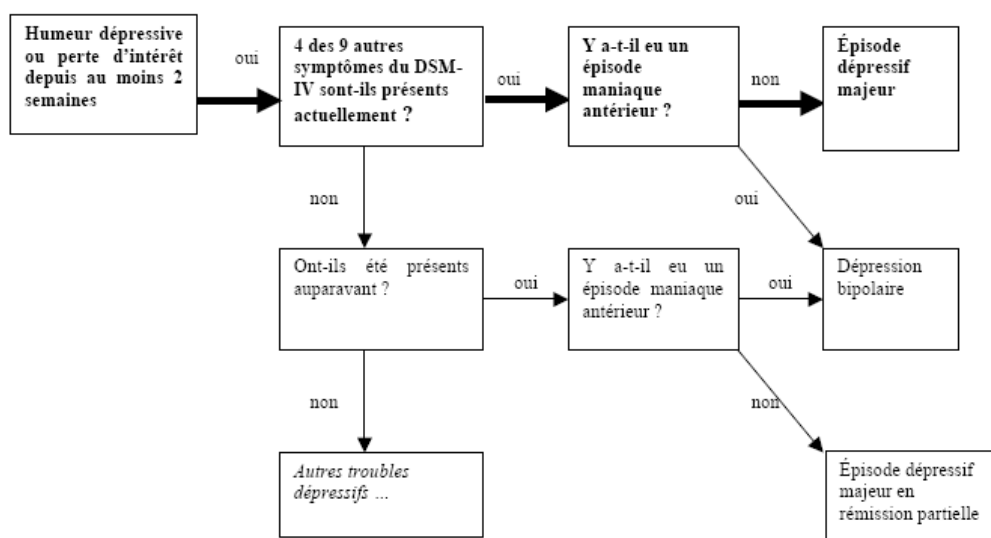 Humeur dépressive
ou perte d'intérêt
depuis au moins 2
semaines
oui
4 des 9 autres
symptômes du DSM-
IV sont-ils présents
actuellement ?
oui
Y a-t-il eu un
épisode
maniaque
antérieur ?
non
Épisode
dépressif
majeur
non
oui
Ont-ils été présents
auparavant ?
oui
Y a-t-il eu un
épisode maniaque
antérieur ?
oui
Dépression
bipolaire
non
non
Autres troubles
dépressifs ...
Épisode dépressif
majeur en
rémission partielle